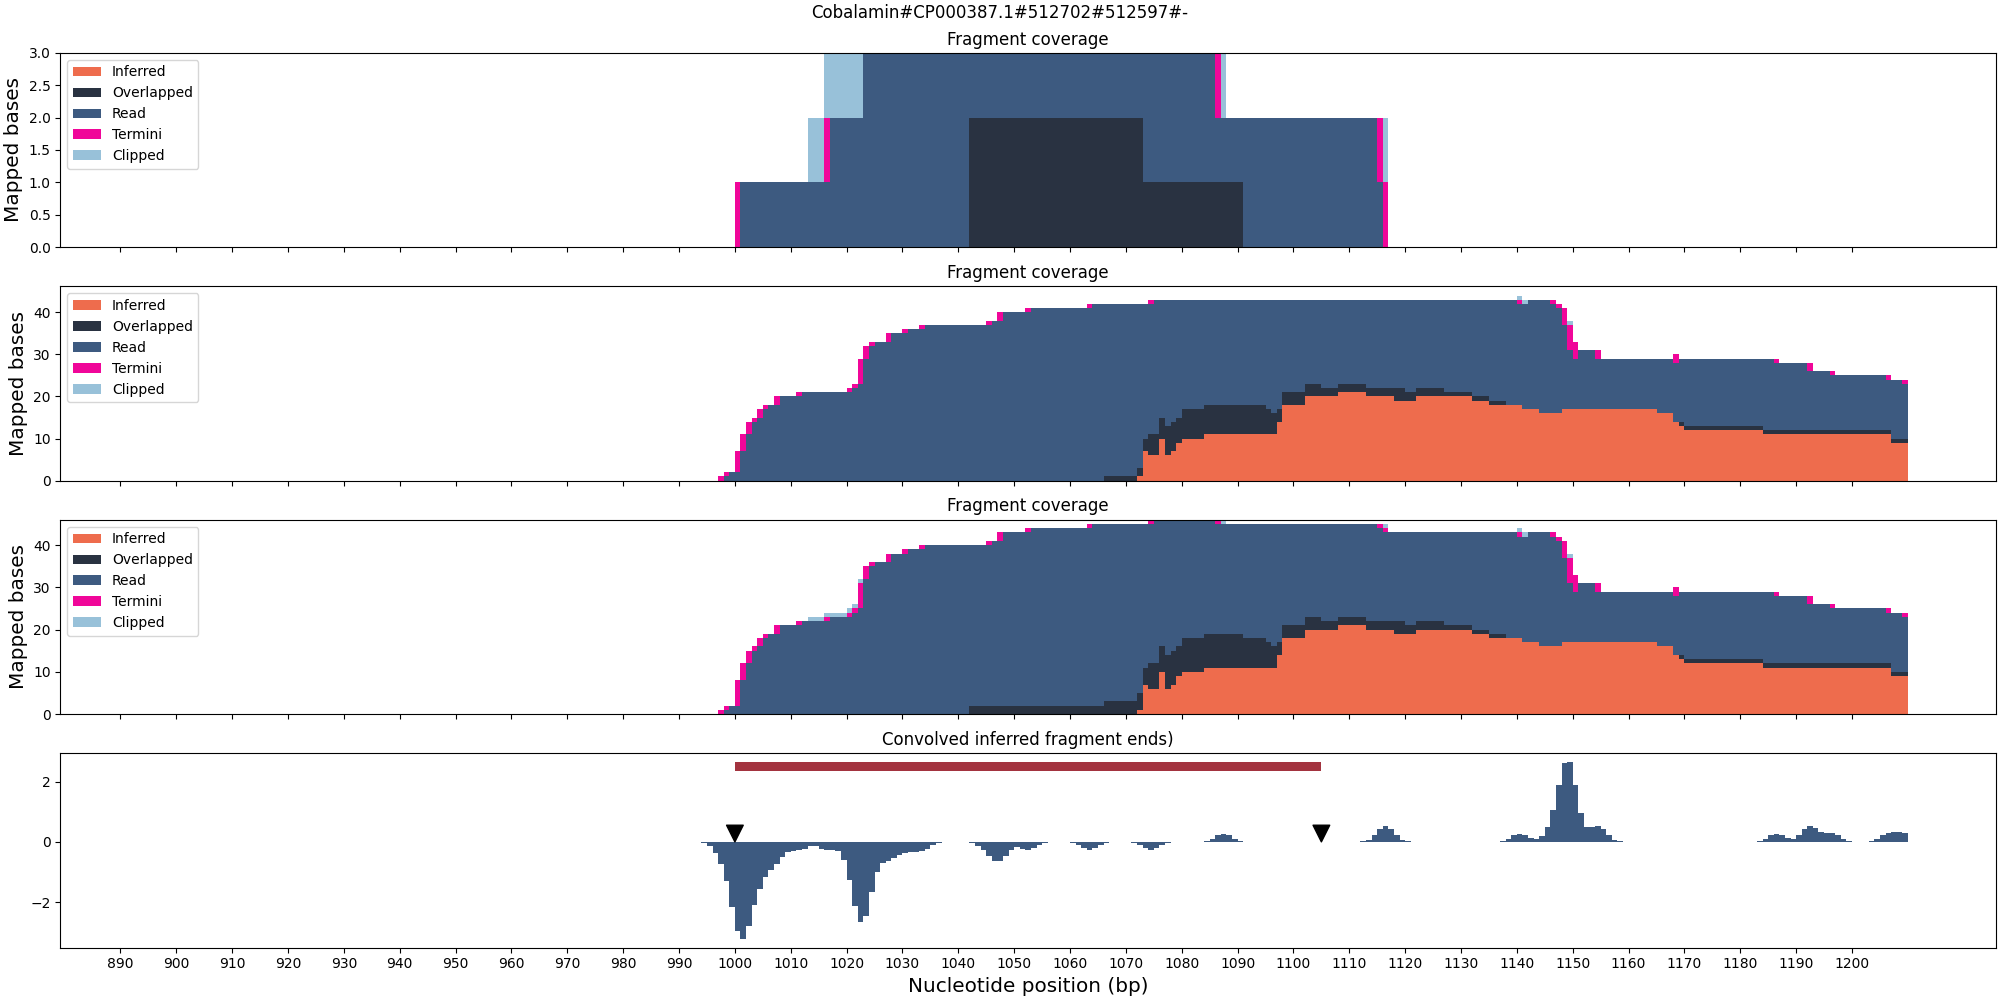 Cobalamin#CP000387.1#512702#512597#-
Fragment coverage
Mapped bases
3.0
2.5
2.0
1.5
1.0
0.5
0.0
Inferred
Overlapped
Read
Termini
Clipped
Fragment coverage
Mapped bases
40
30
20
10
0
Inferred
Overlapped
Read
Termini
Clipped
Fragment coverage
Mapped bases
40
30
20
10
0
Inferred
Overlapped
Read
Termini
Clipped
Convolved inferred fragment ends)
2
0
−2
890 900 910 920 930 940 950 960 970 980 990 1000 1010 1020 1030 1040 1050 1060 1070 1080 1090 1100 1110 1120 1130 1140 1150 1160 1170 1180 1190 1200
Nucleotide position (bp)